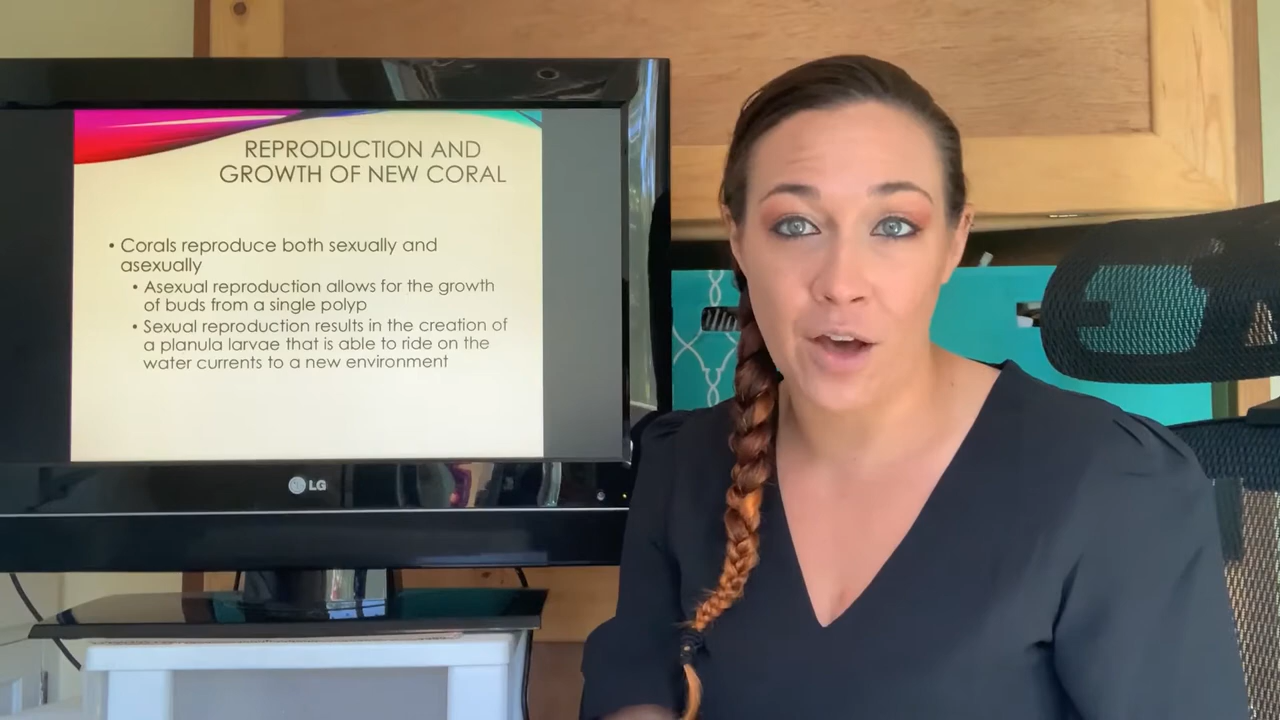 REPRODUCTION AND
GROWTH OF NEW CORAL
• Corals reproduce both sexually and
asexually
• Asexual reproduction allows for the growth
of buds from a single polyp
• Sexual reproduction results in the creation of
a planula larvae that is able to ride on the
water currents to a new environment
LG